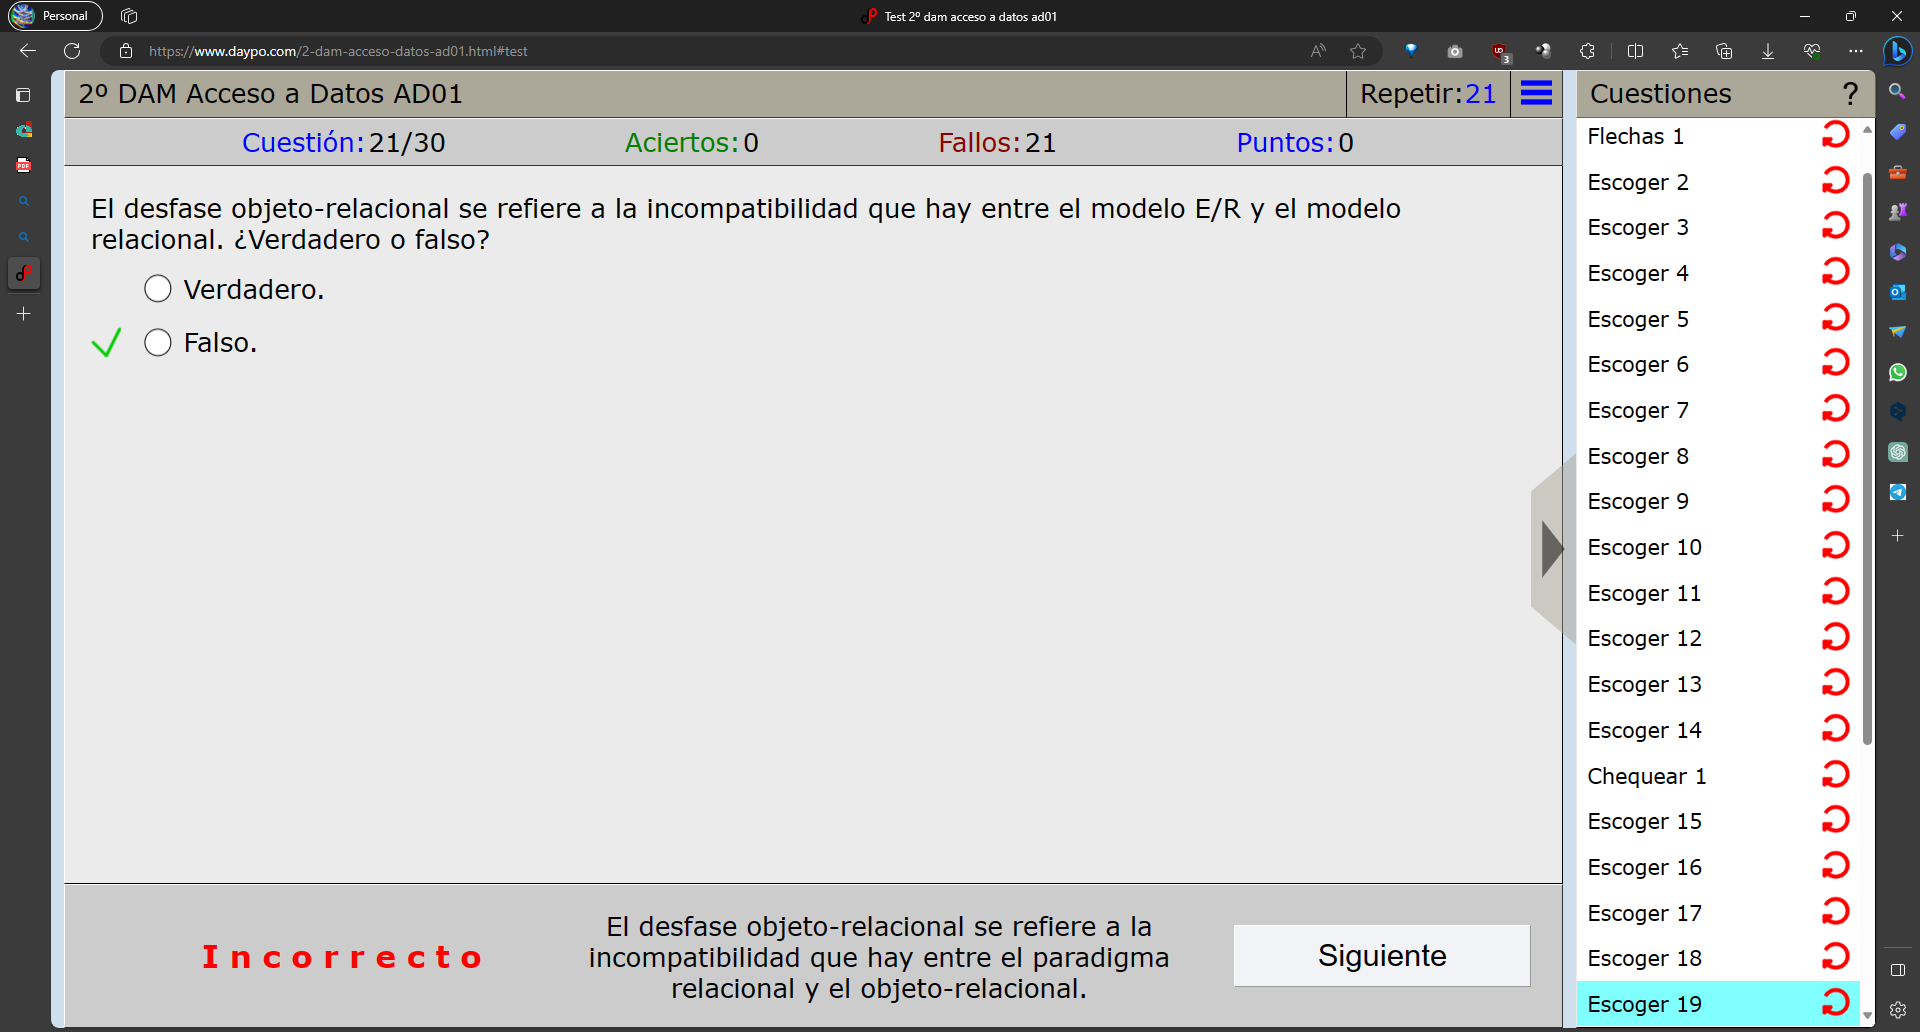 Personal
Test 2º dam acceso a datos ad01
https://www.daypo.com/2-dam-acceso-datos-ad01.html#test
2º DAM Acceso a Datos AD01
Repetir:21
Cuestiones
?
Cuestión:21/30
Aciertos:0
Fallos:21
Puntos:0
El desfase objeto-relacional se refiere a la incompatibilidad que hay entre el modelo E/R y el modelo
relacional. ¿Verdadero o falso?
Verdadero.
Falso.
Incorrecto
El desfase objeto-relacional se refiere a la
incompatibilidad que hay entre el paradigma
relacional y el objeto-relacional.
Siguiente
Flechas 1
Escoger 2
Escoger 3
Escoger 4
Escoger 5
Escoger 6
Escoger 7
Escoger 8
Escoger 9
Escoger 10
Escoger 11
Escoger 12
Escoger 13
Escoger 14
Chequear 1
Escoger 15
Escoger 16
Escoger 17
Escoger 18
Escoger 19